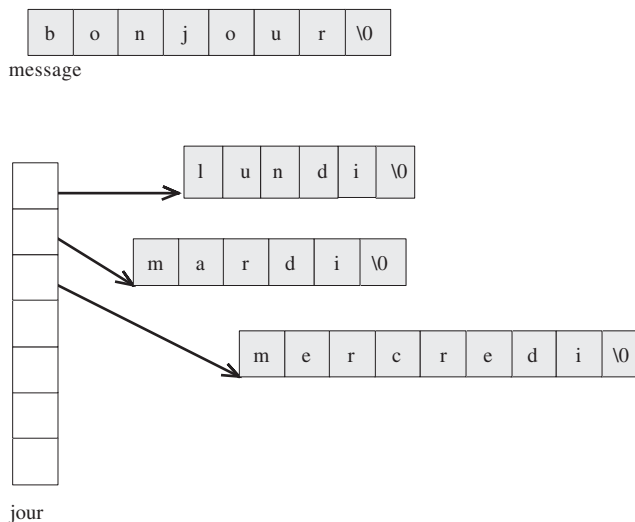 b o n j o u r \0
message
l u n d i \0
m a r d i \0
m e r c r e d i \0
jour